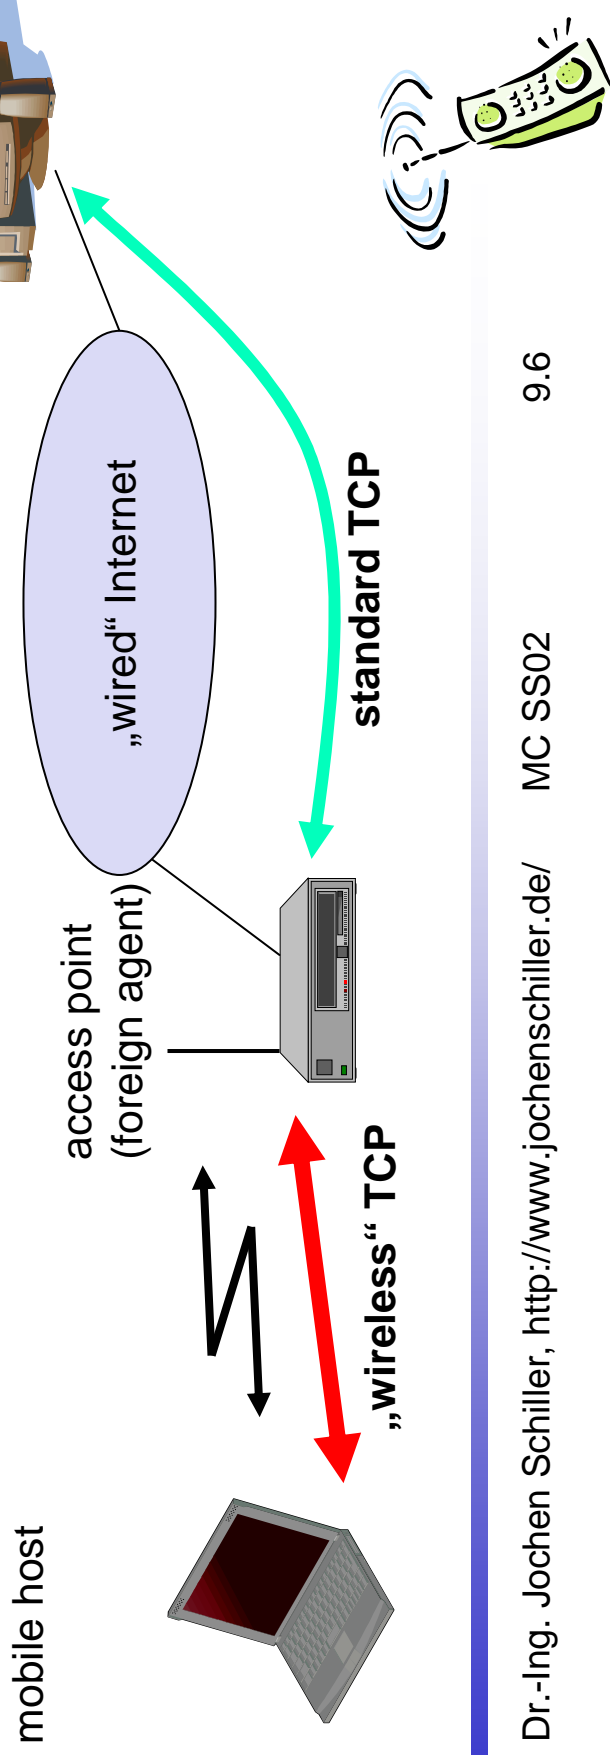 mobile host
access point
(foreign agent)
„wired“ Internet
„wireless“ TCP
standard TCP
Dr.-Ing. Jochen Schiller, http://www.jochenschiller.de/ MC SS02 9.6